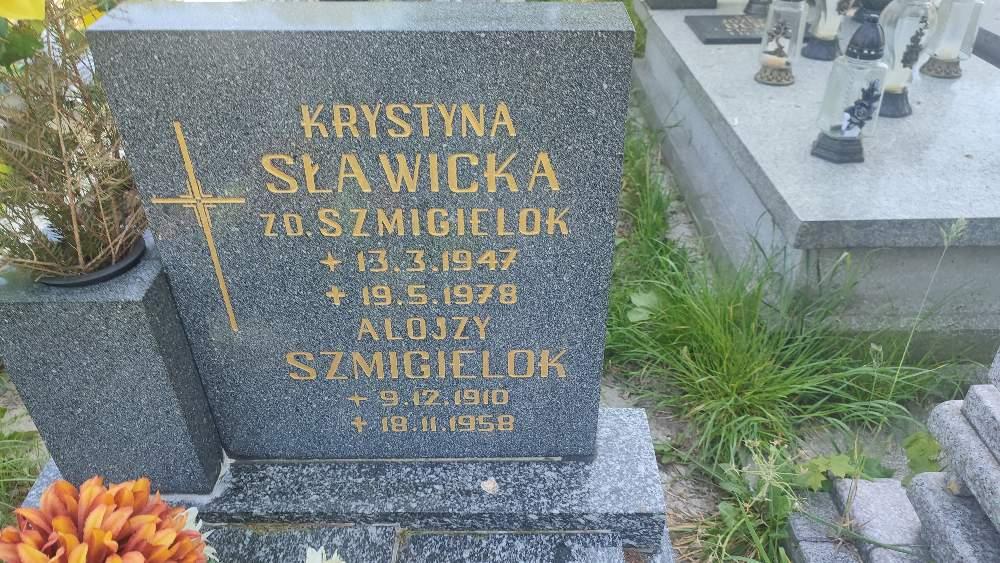 KRYSTYNA
SŁAWICKA
ZD. SZMIGIELOK
+ 13.3.1947
+ 19.5.1978
ALOJZY
SZMIGIELOK
+ 9.12.1910
+ 18.11.1958